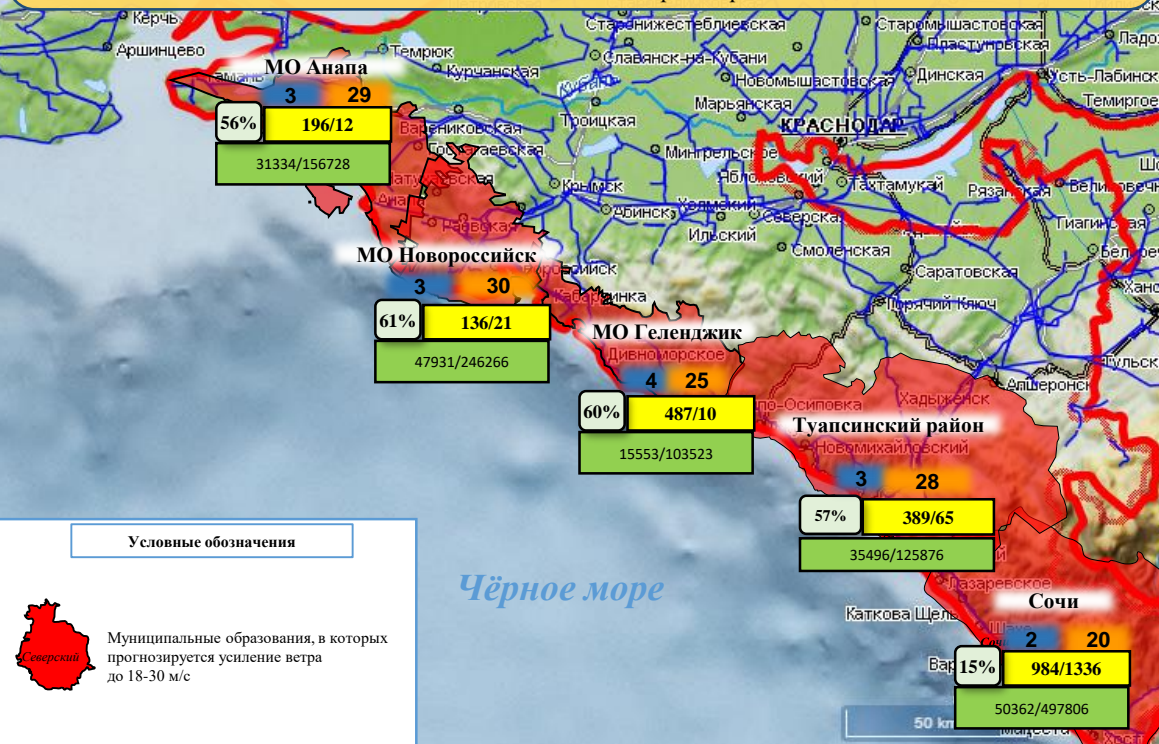 Керчь
Старонижестеблиевская
Старомышастовская
Аршинцево
Темрюк
Славянск-на-Кубани
Пластуновская
МО Анапа
Курчанская
Кубань
Новомышастовская
Динская
Усть-Лабинск
3
29
Марьянская
56%
196/12
Варениковская
Троицкая
КРАСНОДАР
31334/156728
Мингрельское
Крымск
Яблоновский
Тахтамукай
Абинск
Холмский
Северская
Раевская
Ильский
Смоленская
Гиагинская
МО Новороссийск
Саратовская
3
30
Горячий Ключ
61%
136/21
МО Геленджик
47931/246266
Дивноморское
4
25
Апшеронск
60%
487/10
Хадыженск
Туапсинский район
15553/103523
Новомихайловский
3
28
57%
389/65
Условные обозначения
35496/125876
Чёрное море
Лазаревское
Сочи
Каткова Щель
2
20
Северский
Муниципальные образования, в которых
прогнозируется усиление ветра
до 18-30 м/с
15%
984/1336
50362/497806
50 km